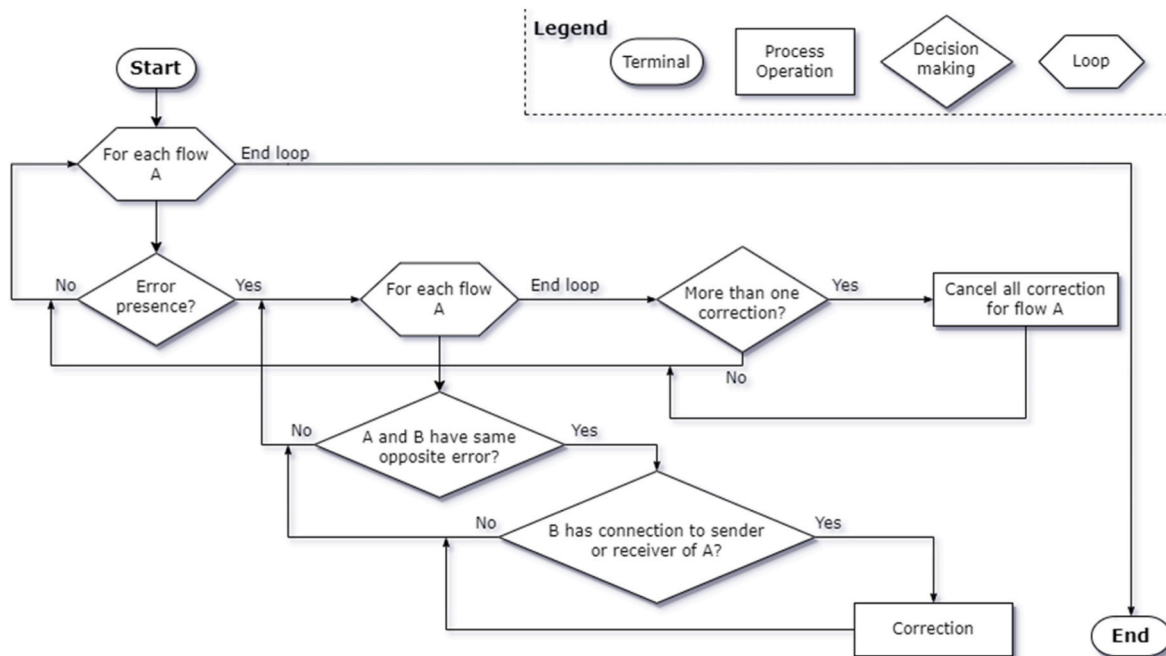 Legend
Terminal
Process
Operation
Decision
making
Loop
Start
For each flow
A
End loop
Error
presence?
No
Yes
For each flow
A
End loop
More than one
correction?
Yes
No
Cancel all correction
for flow A
A and B have same
opposite error?
No
Yes
B has connection to sender
or receiver of A?
No
Yes
Correction
End